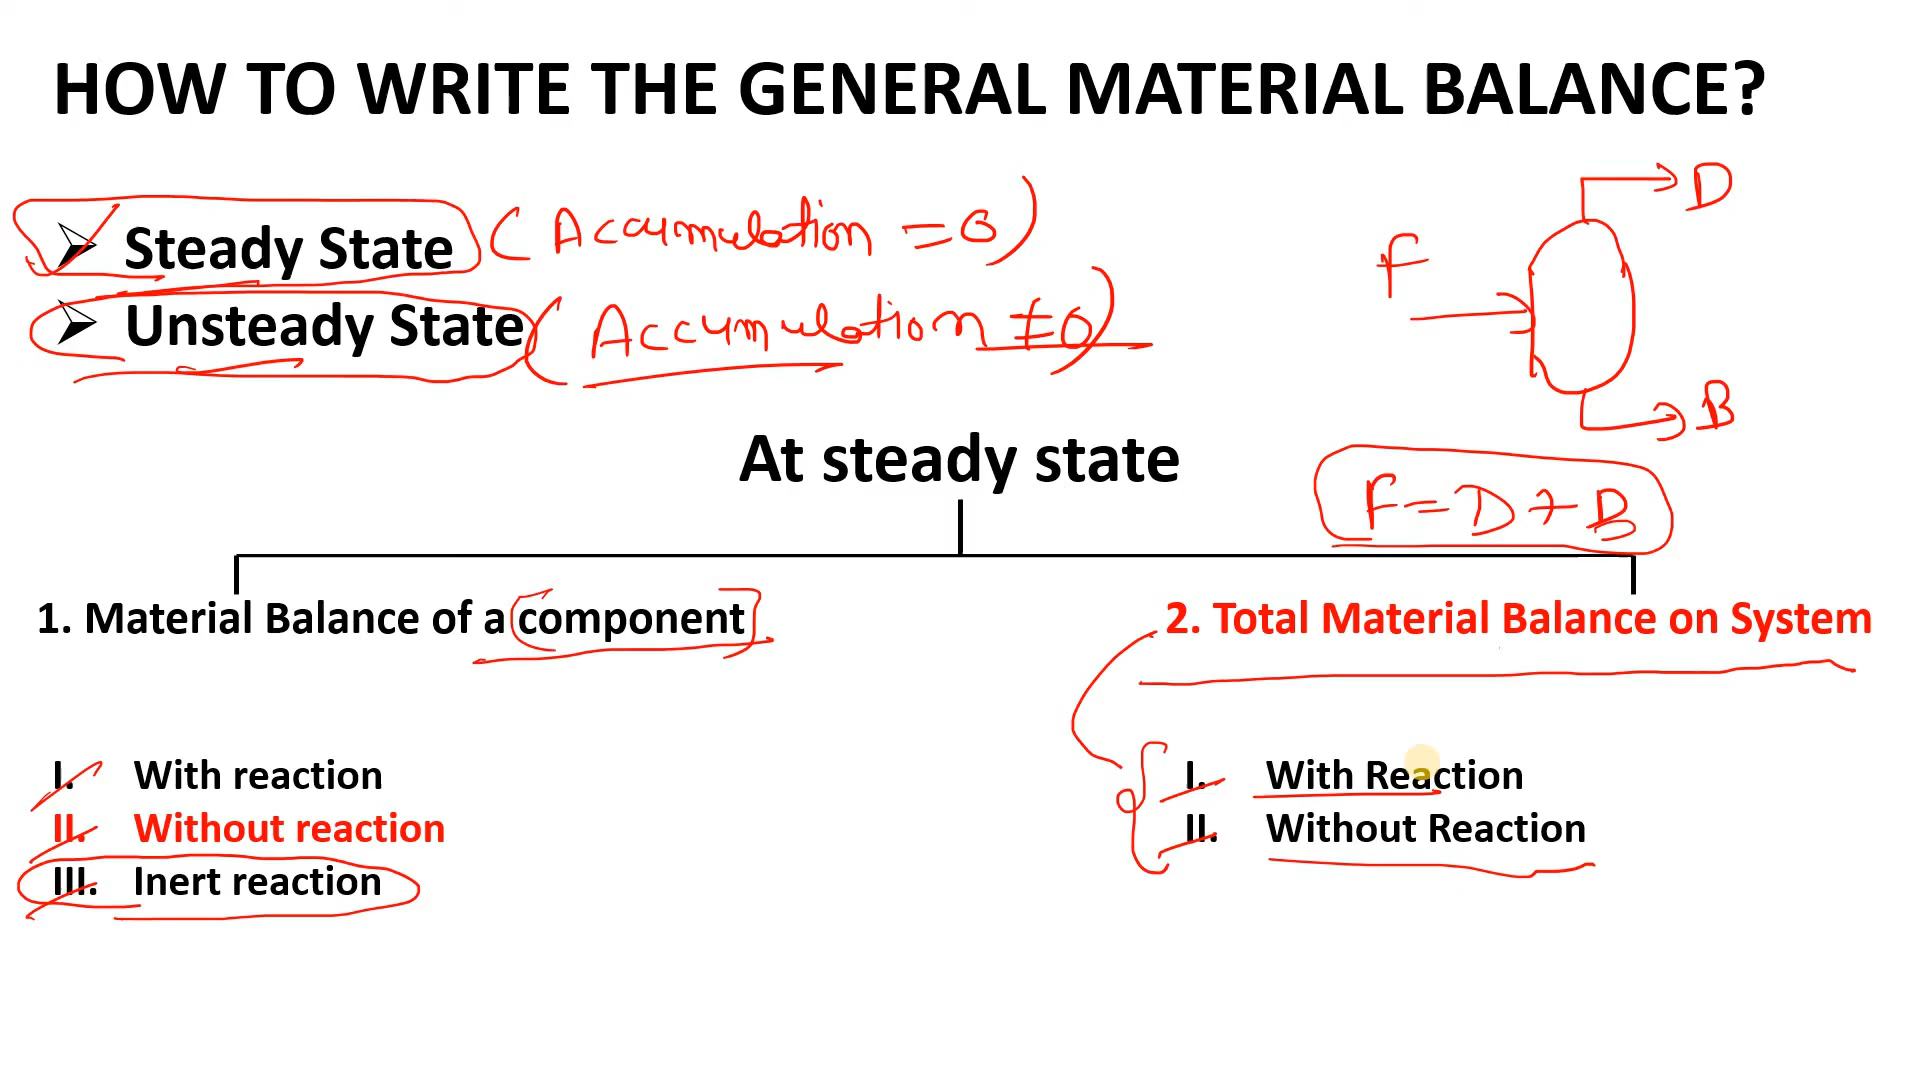 HOW TO WRITE THE GENERAL MATERIAL BALANCE?
Steady State (Accumulation = 0)
Unsteady State (Accumulation ≠ 0)
D
F
B
At steady state
F = D + B
1. Material Balance of a component
2. Total Material Balance on System
I. With reaction
II. Without reaction
III. Inert reaction
I. With Reaction
II. Without Reaction